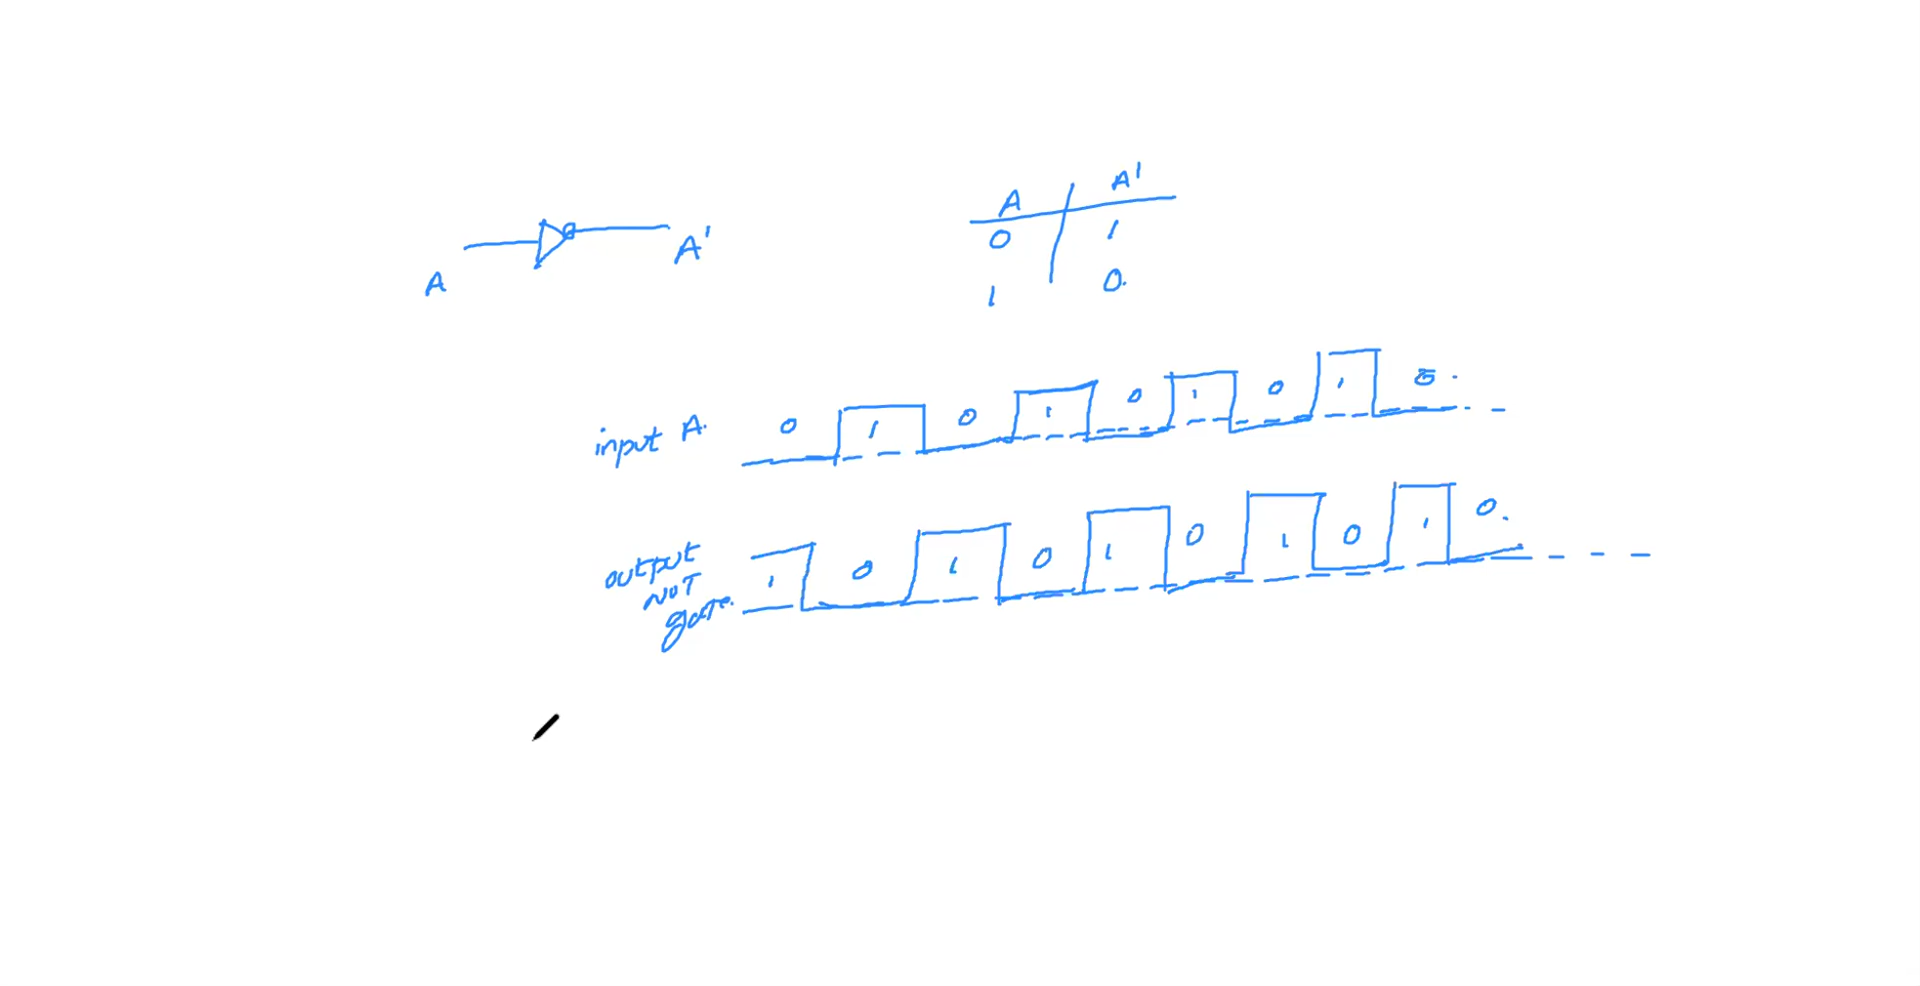 A A'
A A'
0 1
1 0.
input A. 0 1 0 1 0 1 0 1 0.
output 1 0 1 0 1 0 1 0 1 0.
NOT
gate.